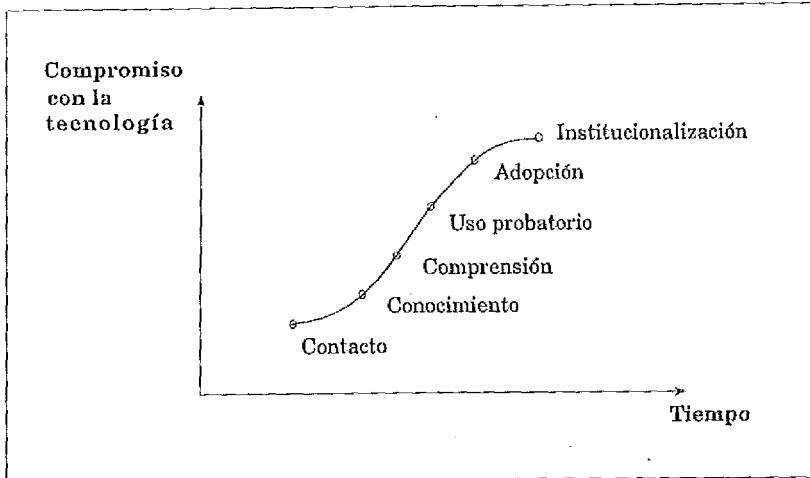 Compromiso
con la
tecnología
Institucionalización
Adopción
Uso probatorio
Comprensión
Conocimiento
Contacto
Tiempo